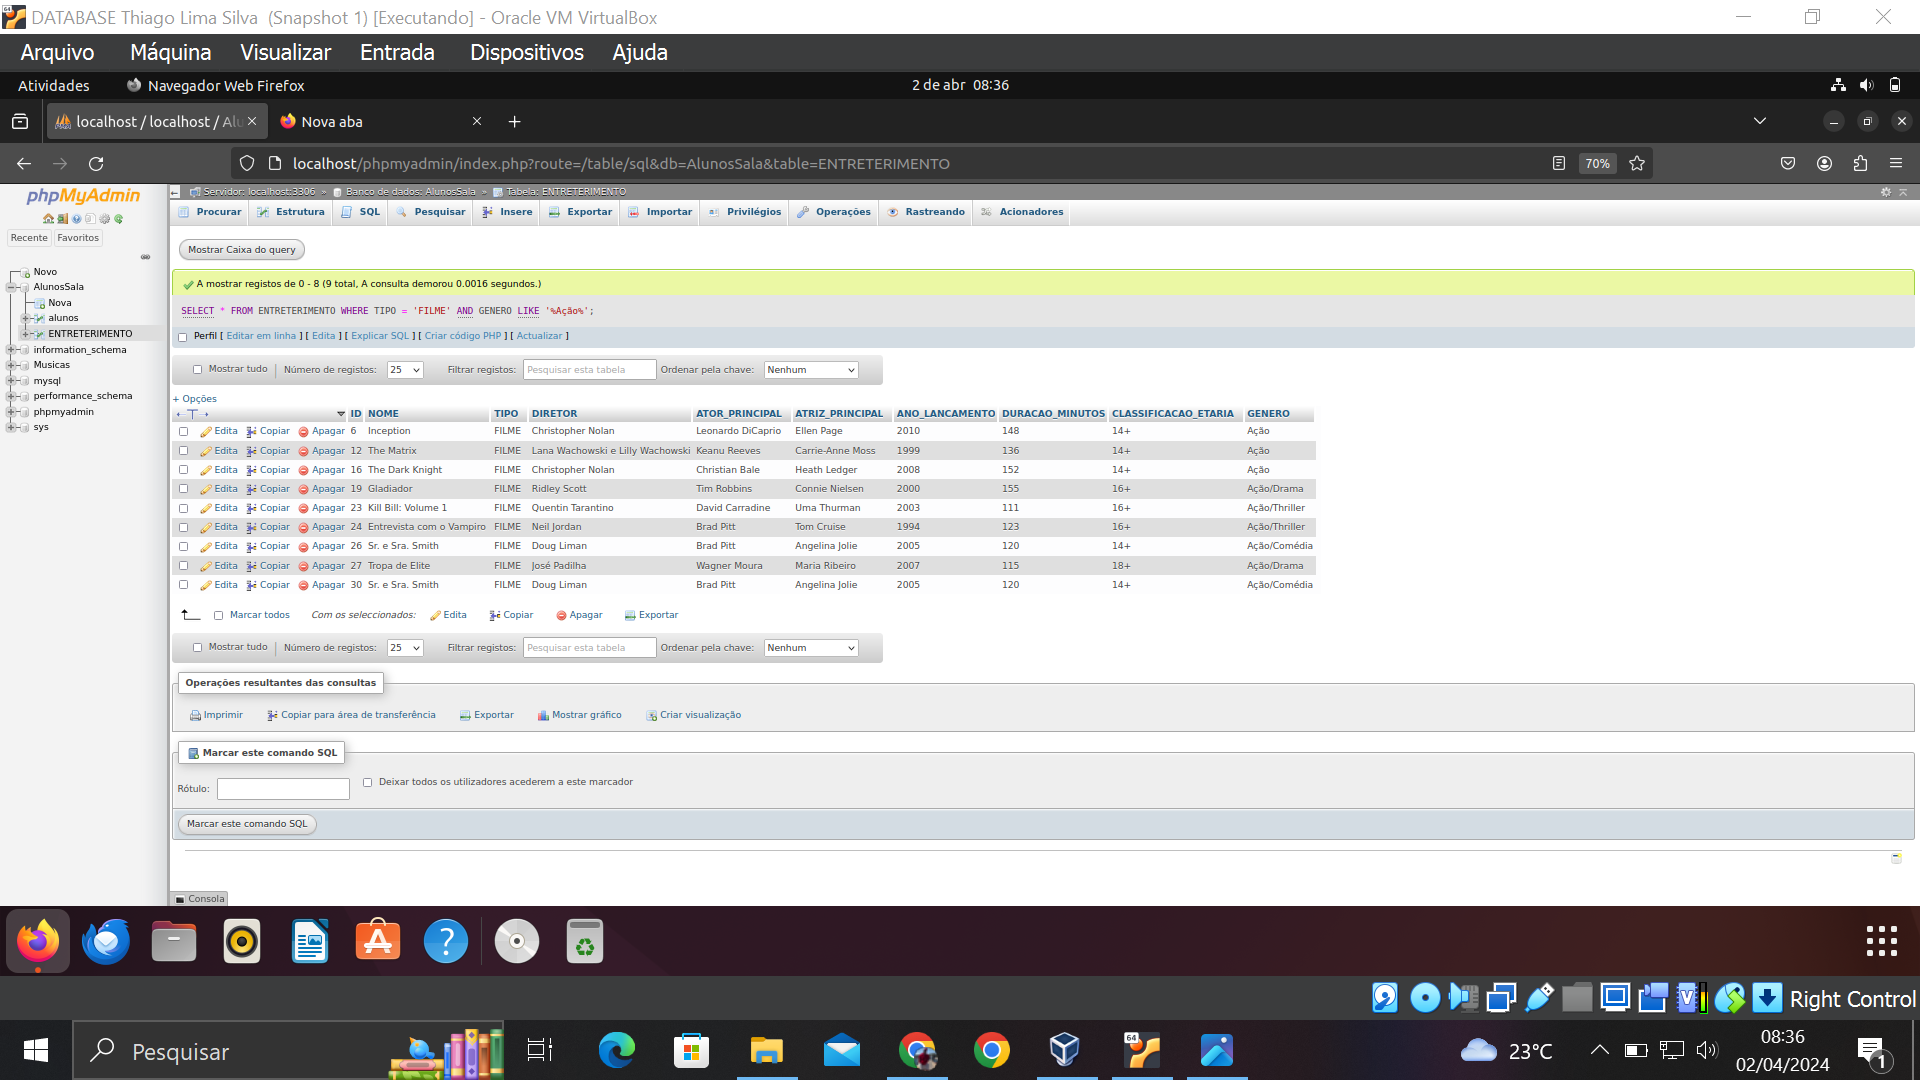 DATABASE Thiago Lima Silva (Snapshot 1) [Executando] - Oracle VM VirtualBox
Arquivo Máquina Visualizar Entrada Dispositivos Ajuda
Atividades Navegador Web Firefox 2 de abr 08:36
localhost / localhost / Alu Nova aba
localhost/phpmyadmin/index.php?route=/table/sql&db=AlunosSala&table=ENTRETERIMENTO 70%
phpMyAdmin
Recente Favoritos
Novo
AlunosSala
Nova
alunos
ENTRETERIMENTO
information_schema
Musicas
mysql
performance_schema
phpmyadmin
sys
Servidor: localhost:3306 » Banco de dados: AlunosSala » Tabela: ENTRETERIMENTO
Procurar Estrutura SQL Pesquisar Insere Exportar Importar Privilégios Operações Rastreando Acionadores
Mostrar Caixa do query
A mostrar registos de 0 - 8 (9 total, A consulta demorou 0.0016 segundos.)
SELECT * FROM ENTRETERIMENTO WHERE TIPO = 'FILME' AND GENERO LIKE '%Ação%';
Perfil [ Editar em linha ] [ Edita ] [ Explicar SQL ] [ Criar código PHP ] [ Actualizar ]
Mostrar tudo Número de registos: 25 Filtrar registos: Pesquisar esta tabela Ordenar pela chave: Nenhum
+ Opções
ID NOME TIPO DIRETOR ATOR_PRINCIPAL ATRIZ_PRINCIPAL ANO_LANCAMENTO DURACAO_MINUTOS CLASSIFICACAO_ETARIA GENERO
Edita Copiar Apagar 6 Inception FILME Christopher Nolan Leonardo DiCaprio Ellen Page 2010 148 14+ Ação
Edita Copiar Apagar 12 The Matrix FILME Lana Wachowski e Lilly Wachowski Keanu Reeves Carrie-Anne Moss 1999 136 14+ Ação
Edita Copiar Apagar 16 The Dark Knight FILME Christopher Nolan Christian Bale Heath Ledger 2008 152 14+ Ação
Edita Copiar Apagar 19 Gladiador FILME Ridley Scott Tim Robbins Connie Nielsen 2000 155 16+ Ação/Drama
Edita Copiar Apagar 23 Kill Bill: Volume 1 FILME Quentin Tarantino David Carradine Uma Thurman 2003 111 16+ Ação/Thriller
Edita Copiar Apagar 24 Entrevista com o Vampiro FILME Neil Jordan Brad Pitt Tom Cruise 1994 123 16+ Ação/Thriller
Edita Copiar Apagar 26 Sr. e Sra. Smith FILME Doug Liman Brad Pitt Angelina Jolie 2005 120 14+ Ação/Comédia
Edita Copiar Apagar 27 Tropa de Elite FILME José Padilha Wagner Moura Maria Ribeiro 2007 115 18+ Ação/Drama
Edita Copiar Apagar 30 Sr. e Sra. Smith FILME Doug Liman Brad Pitt Angelina Jolie 2005 120 14+ Ação/Comédia
Marcar todos Com os seleccionados: Edita Copiar Apagar Exportar
Mostrar tudo Número de registos: 25 Filtrar registos: Pesquisar esta tabela Ordenar pela chave: Nenhum
Operações resultantes das consultas
Imprimir Copiar para área de transferência Exportar Mostrar gráfico Criar visualização
Marcar este comando SQL
Rótulo: Deixar todos os utilizadores acederem a este marcador
Marcar este comando SQL
Consola
Right Control
Pesquisar 64 23°C 08:36
02/04/2024 1